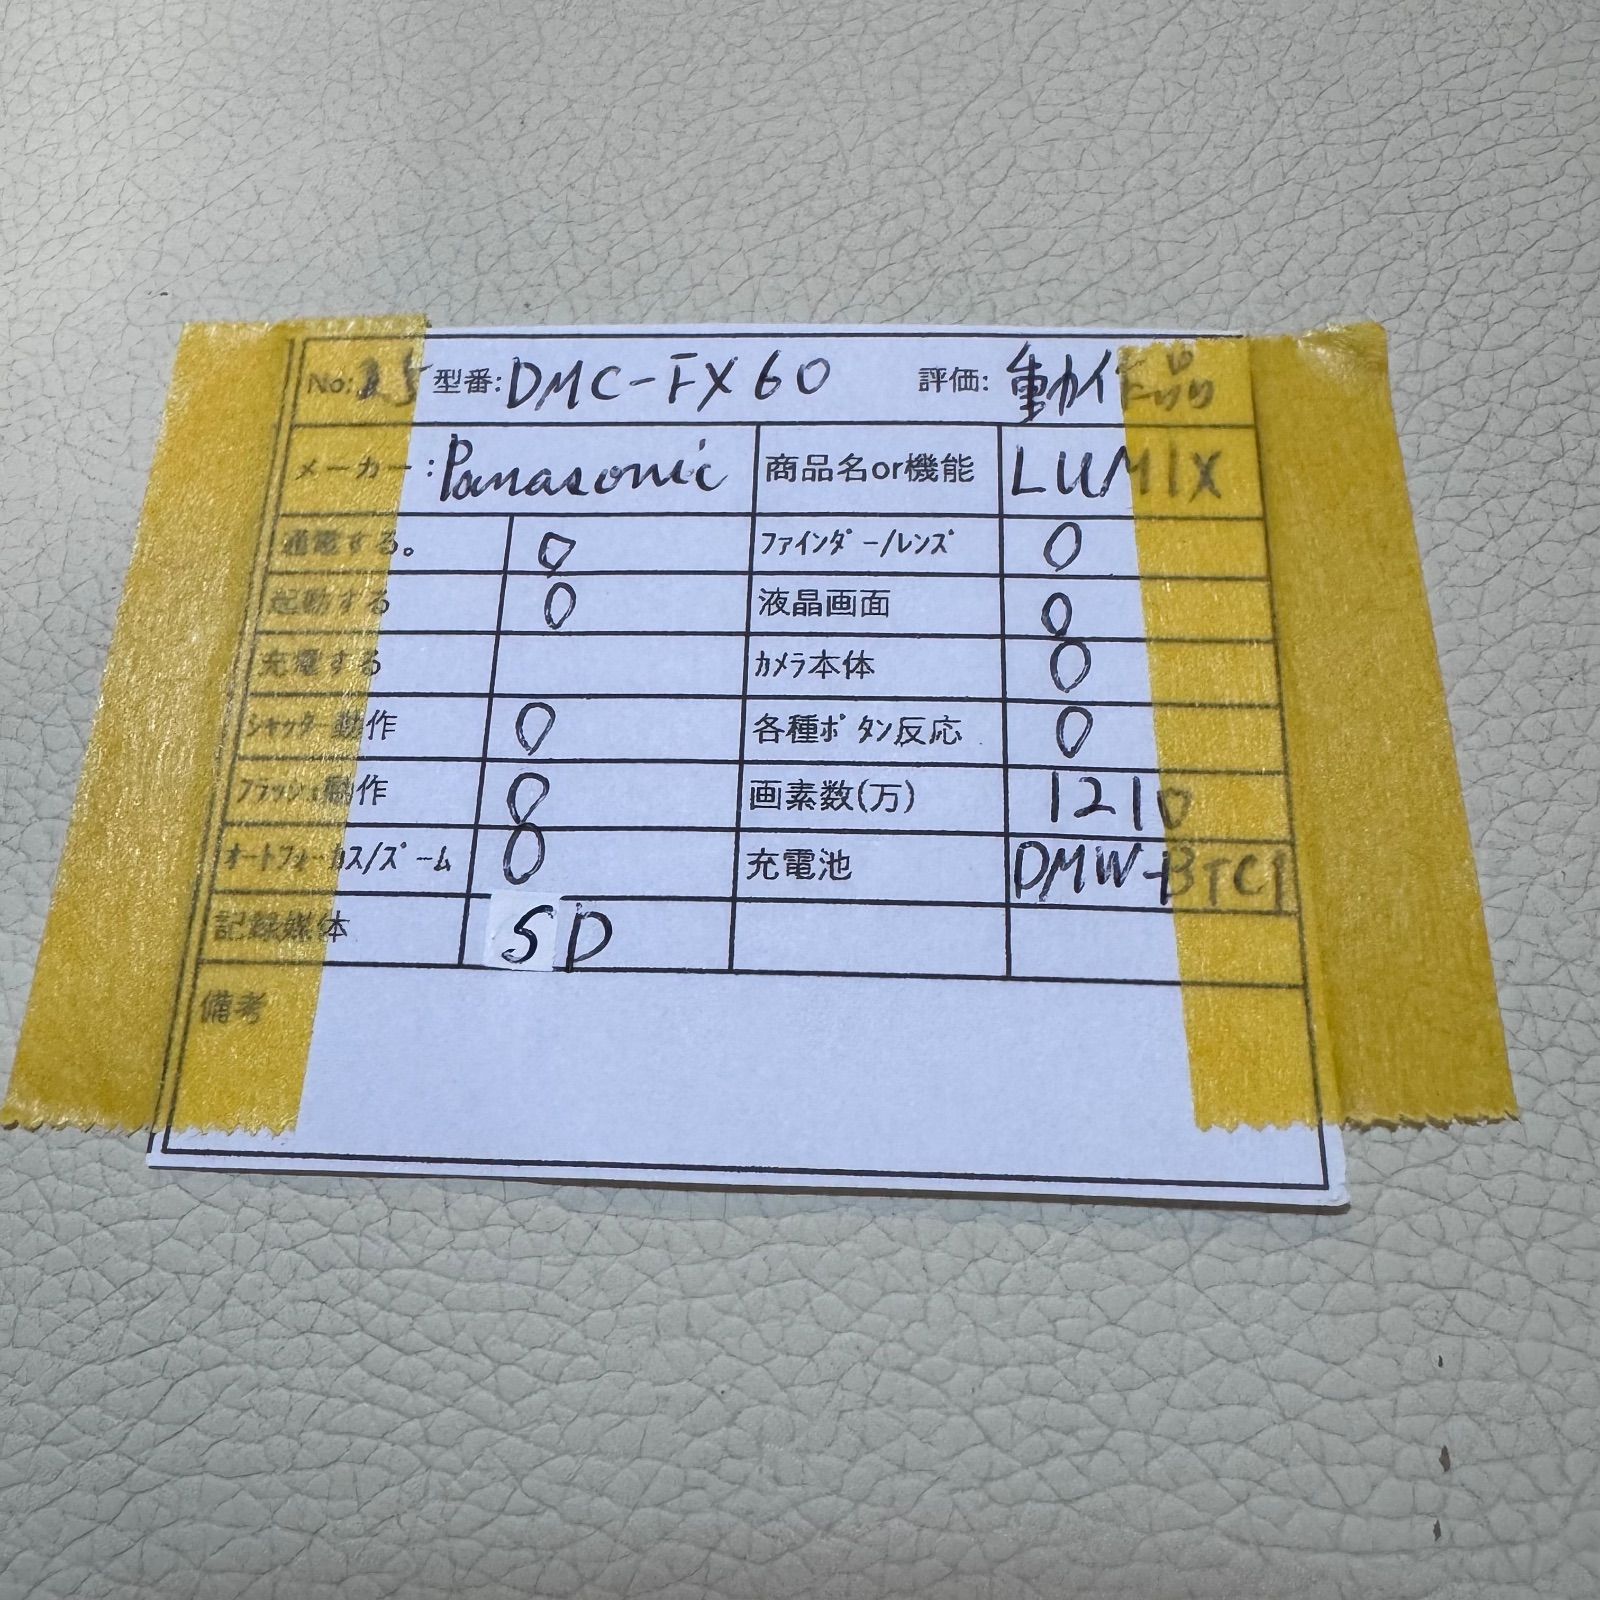 No: 25 型番: DMC-FX60 評価: 動作品
メーカー: Panasonic 商品名or機能 LUMIX
通電する。 O ファインダー/レンズ O
起動する O 液晶画面 O
充電する カメラ本体 O
シャッター動作 O 各種ボタン反応 O
フラッシュ動作 O 画素数(万) 1210
オートフォーカス/ズーム O 充電池 DMW-BTC1
記録媒体 SD
備考